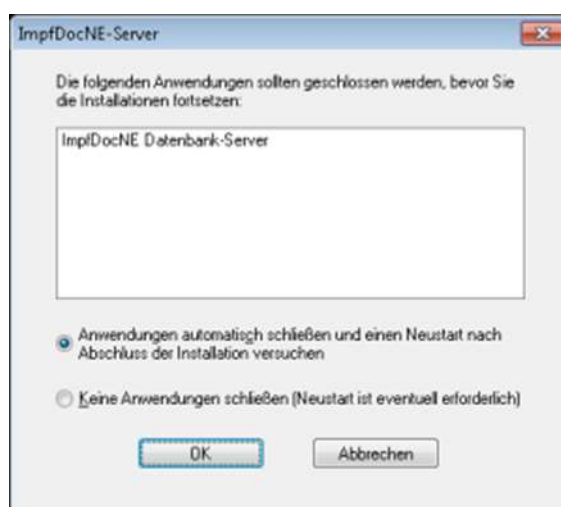 ImpfDocNE-Server
Die folgenden Anwendungen sollten geschlossen werden, bevor Sie
die Installationen fortsetzen:
ImpfDocNE Datenbank-Server
Anwendungen automatisch schließen und einen Neustart nach
Abschluss der Installation versuchen
Keine Anwendungen schließen (Neustart ist eventuell erforderlich)
OK
Abbrechen